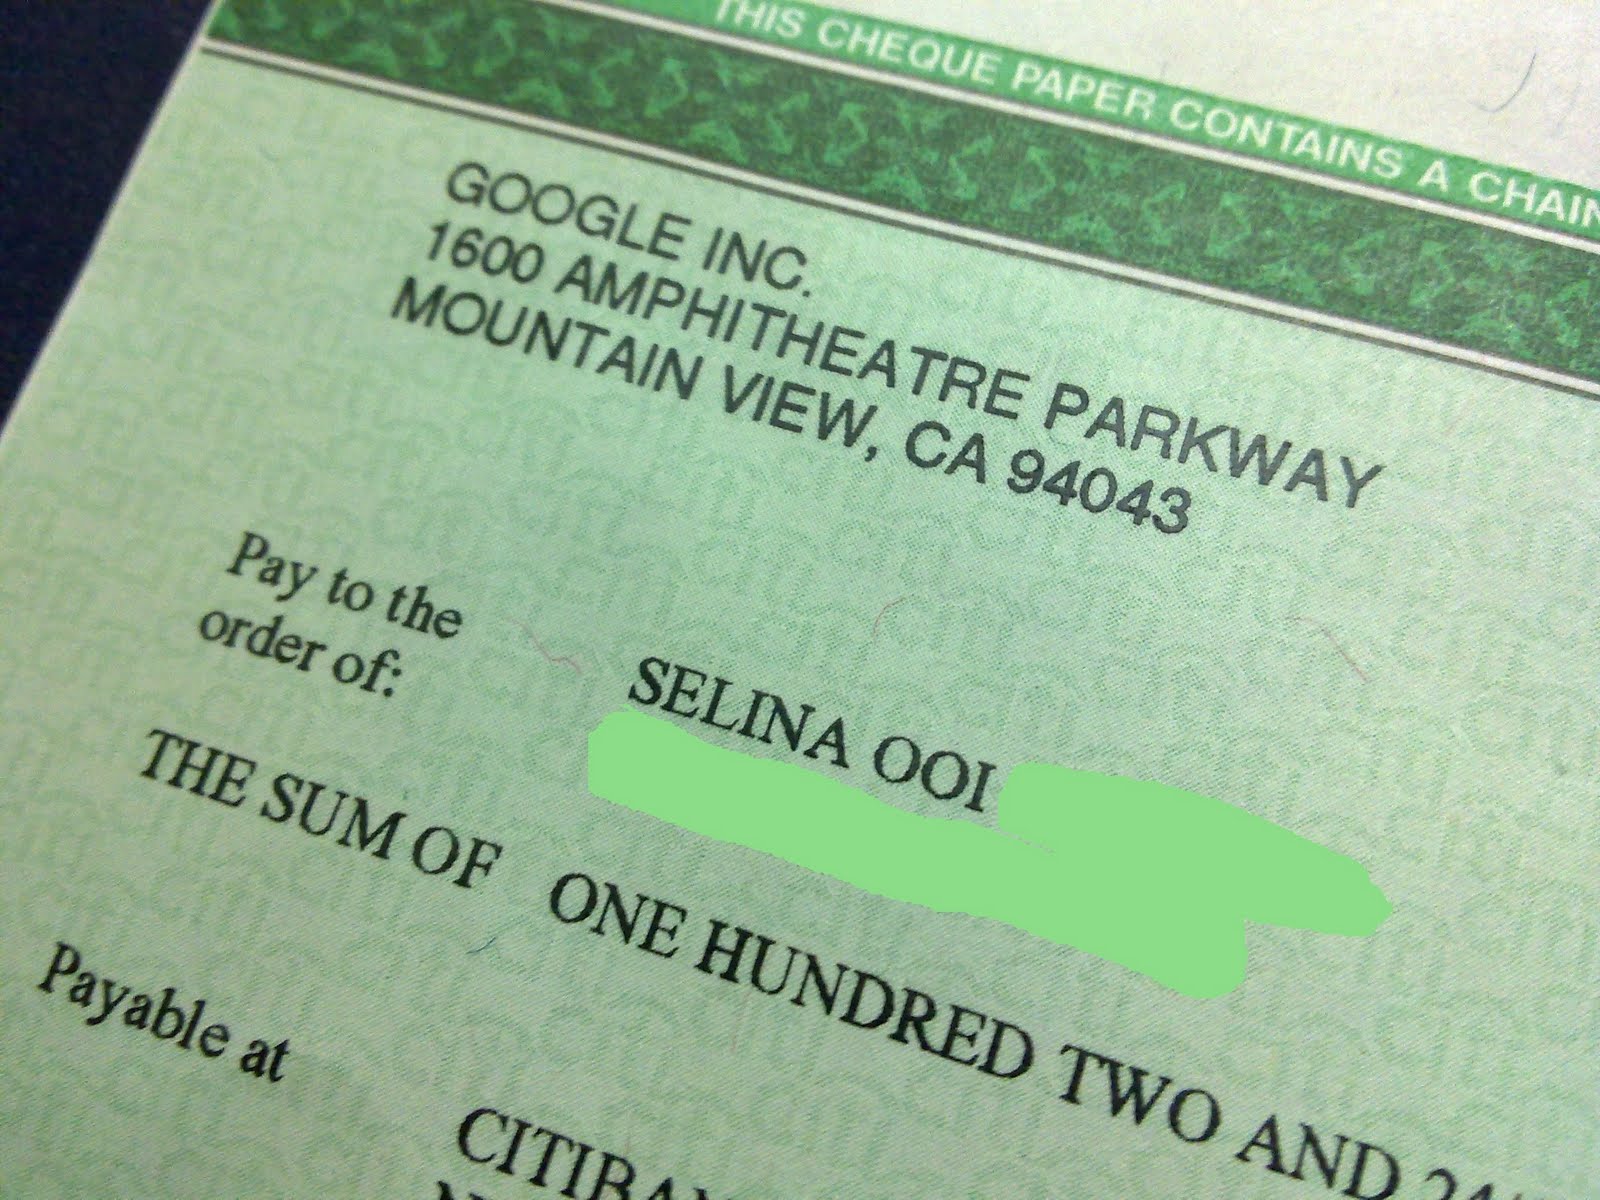 THIS CHEQUE PAPER CONTAINS A
GOOGLE INC.
1600 AMPHITHEATRE PARKWAY
MOUNTAIN VIEW, CA 94043
Pay to the
order of:
SELINA OOI
THE SUM OF ONE HUNDRED TWO AND
Payable at